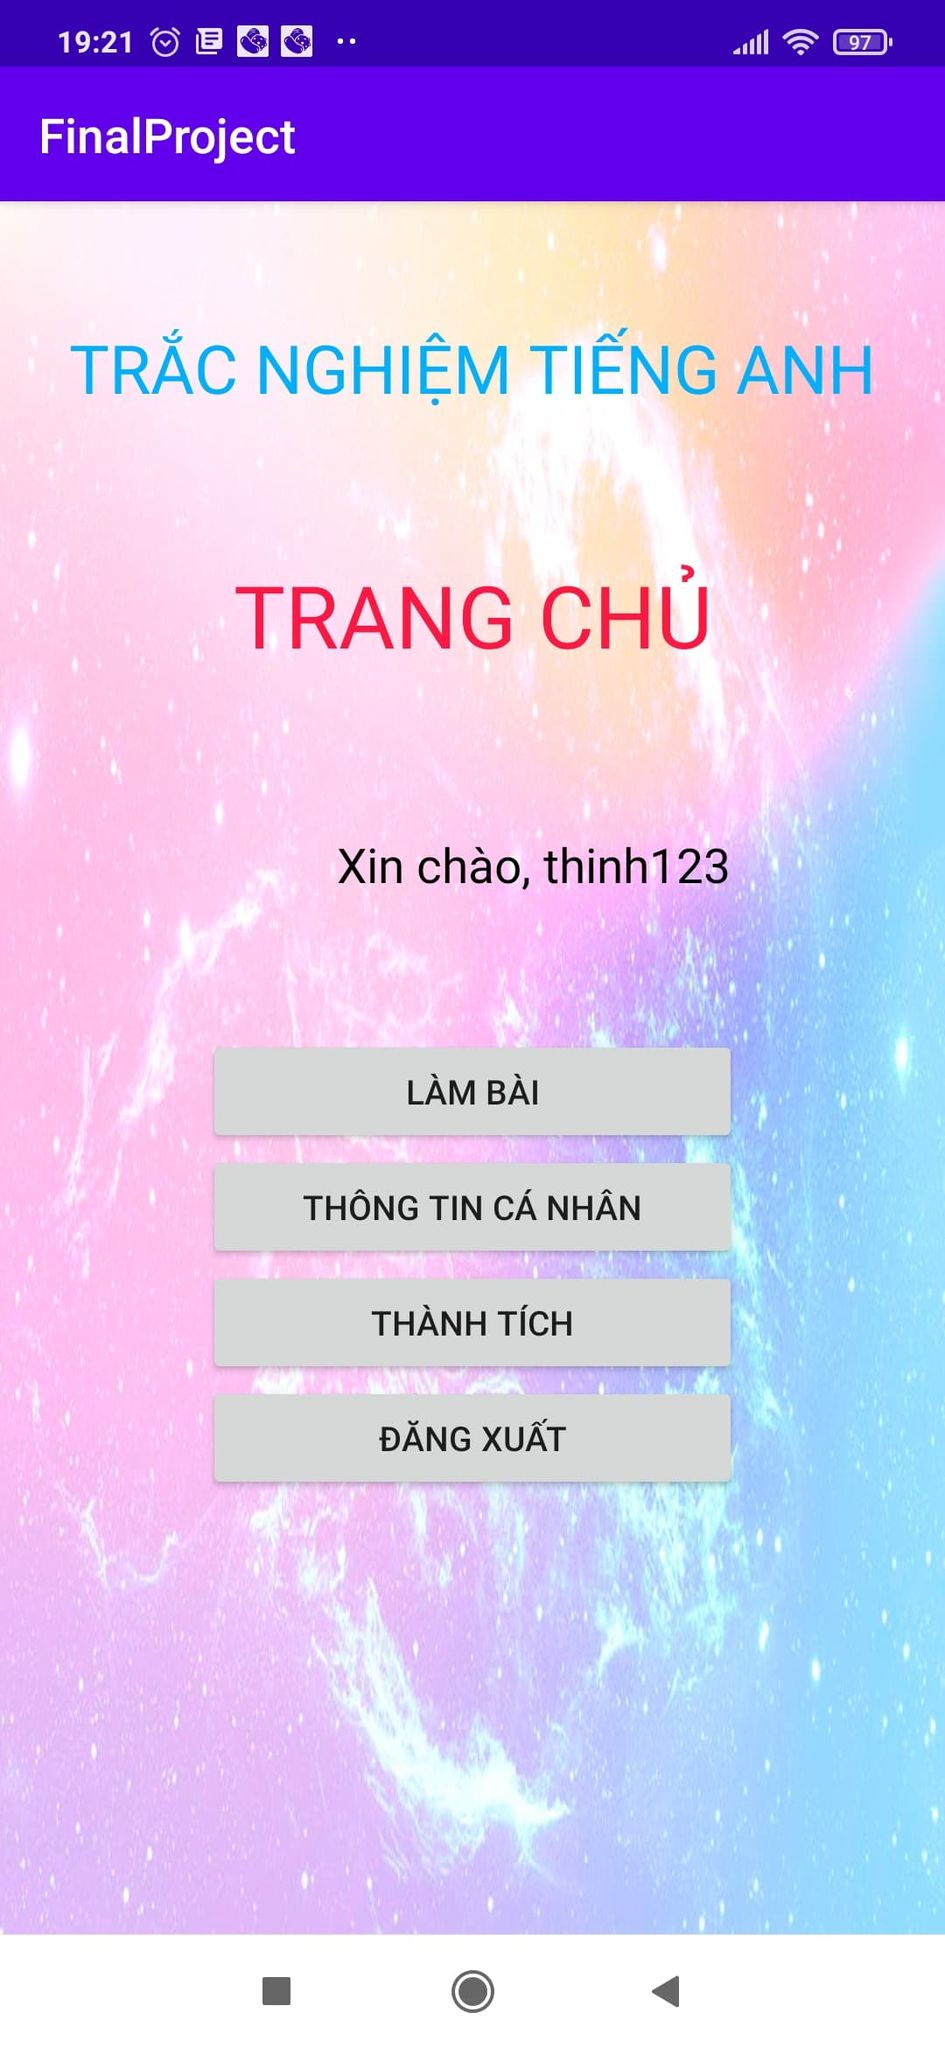 19:21
97
FinalProject
TRẮC NGHIỆM TIẾNG ANH
TRANG CHỦ
Xin chào, thinh123
LÀM BÀI
THÔNG TIN CÁ NHÂN
THÀNH TÍCH
ĐĂNG XUẤT